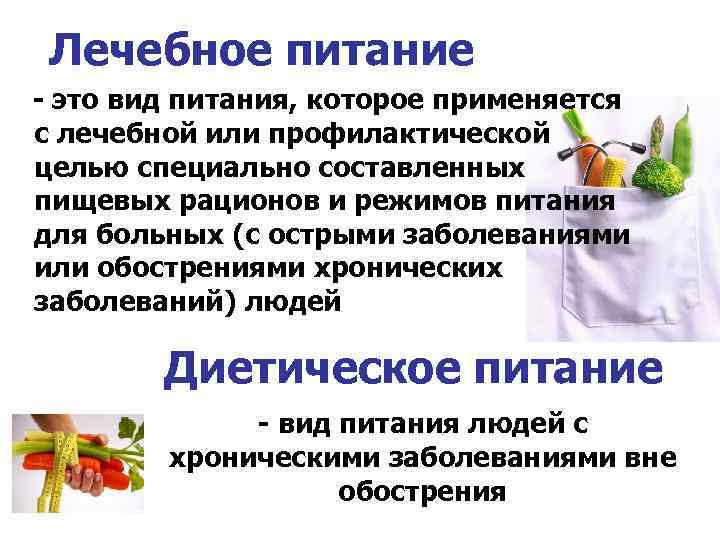 Лечебное питание
- это вид питания, которое применяется
с лечебной или профилактической
целью специально составленных
пищевых рационов и режимов питания
для больных (с острыми заболеваниями
или обострениями хронических
заболеваний) людей
Диетическое питание
- вид питания людей с
хроническими заболеваниями вне
обострения